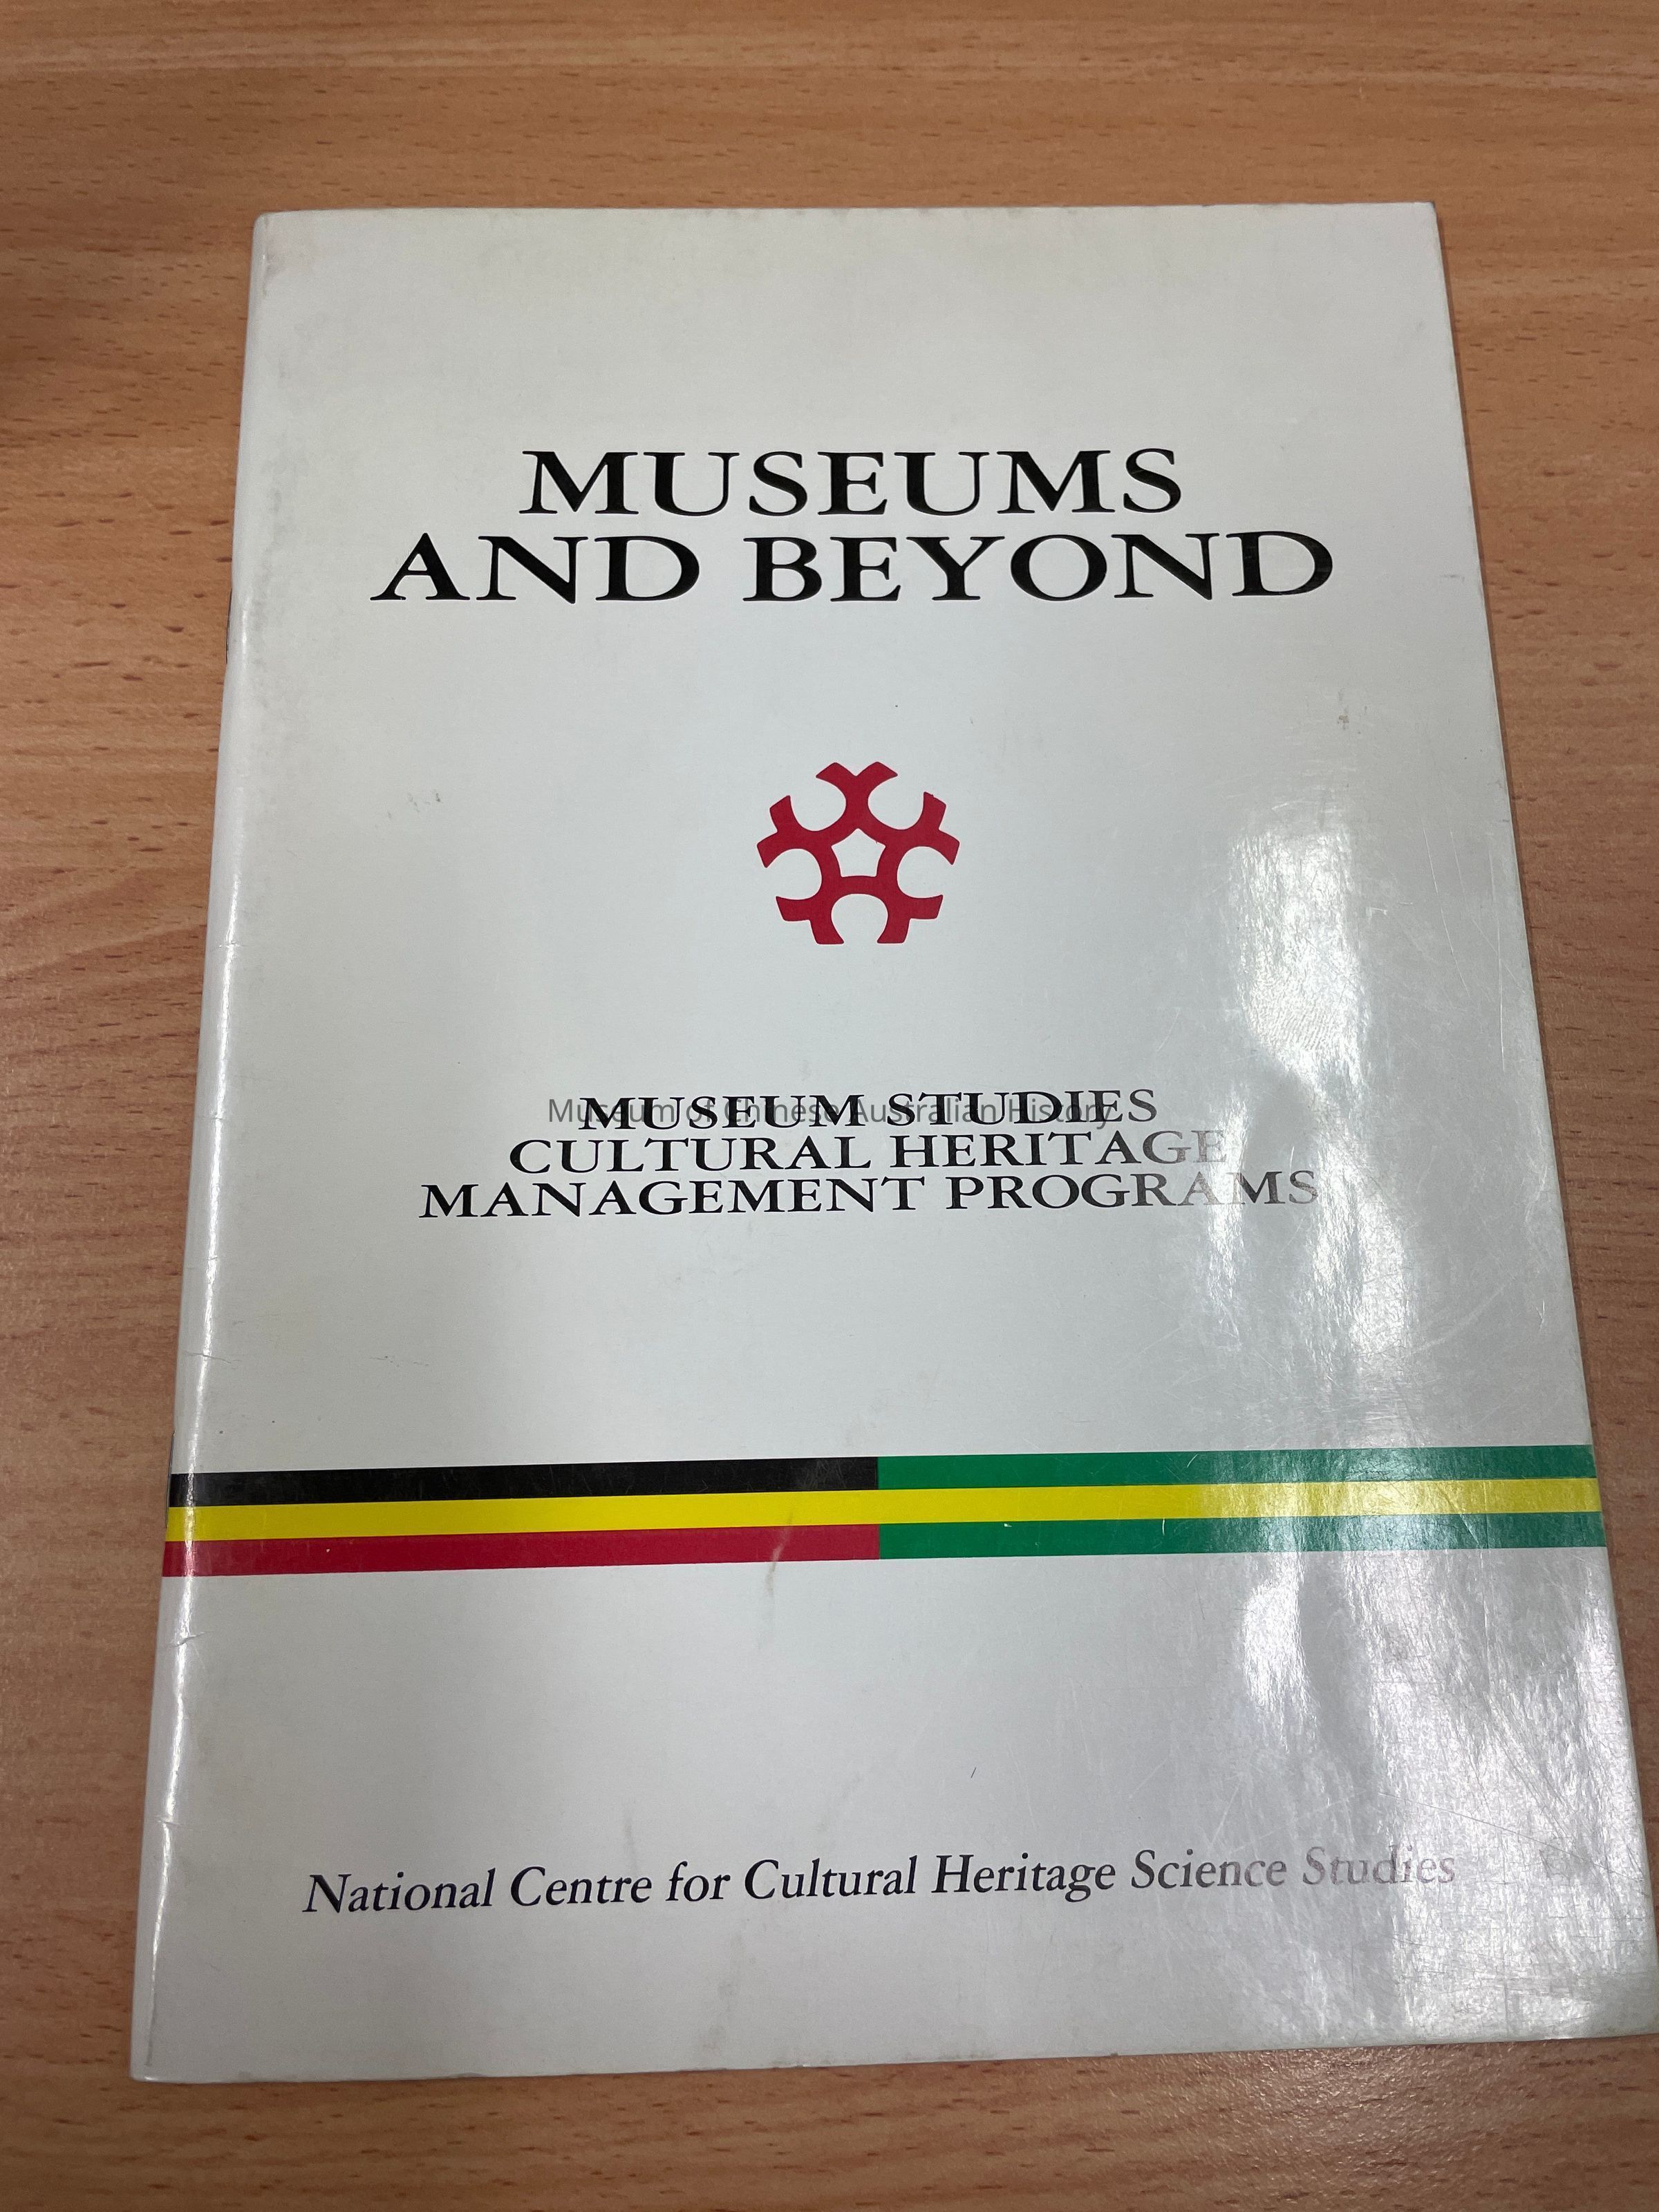 MUSEUMS
AND BEYOND
MUSEUM STUDIES
Museum of Chinese Australian History
CULTURAL HERITAGE
MANAGEMENT PROGRAMS
National Centre for Cultural Heritage Science Studies